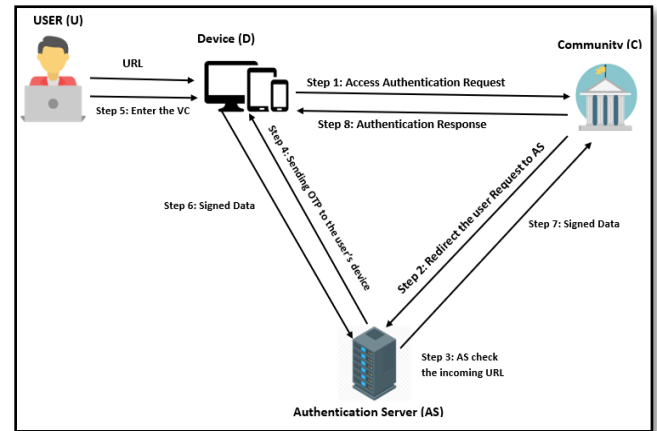 USER (U)
Device (D)
Community (C)
URL
Step 5: Enter the VC
Step 1: Access Authentication Request
Step 8: Authentication Response
Step 4: Sending OTP to the user's device
Step 2: Redirect the user Request to AS
Step 6: Signed Data
Step 7: Signed Data
Step 3: AS check
the incoming URL
Authentication Server (AS)